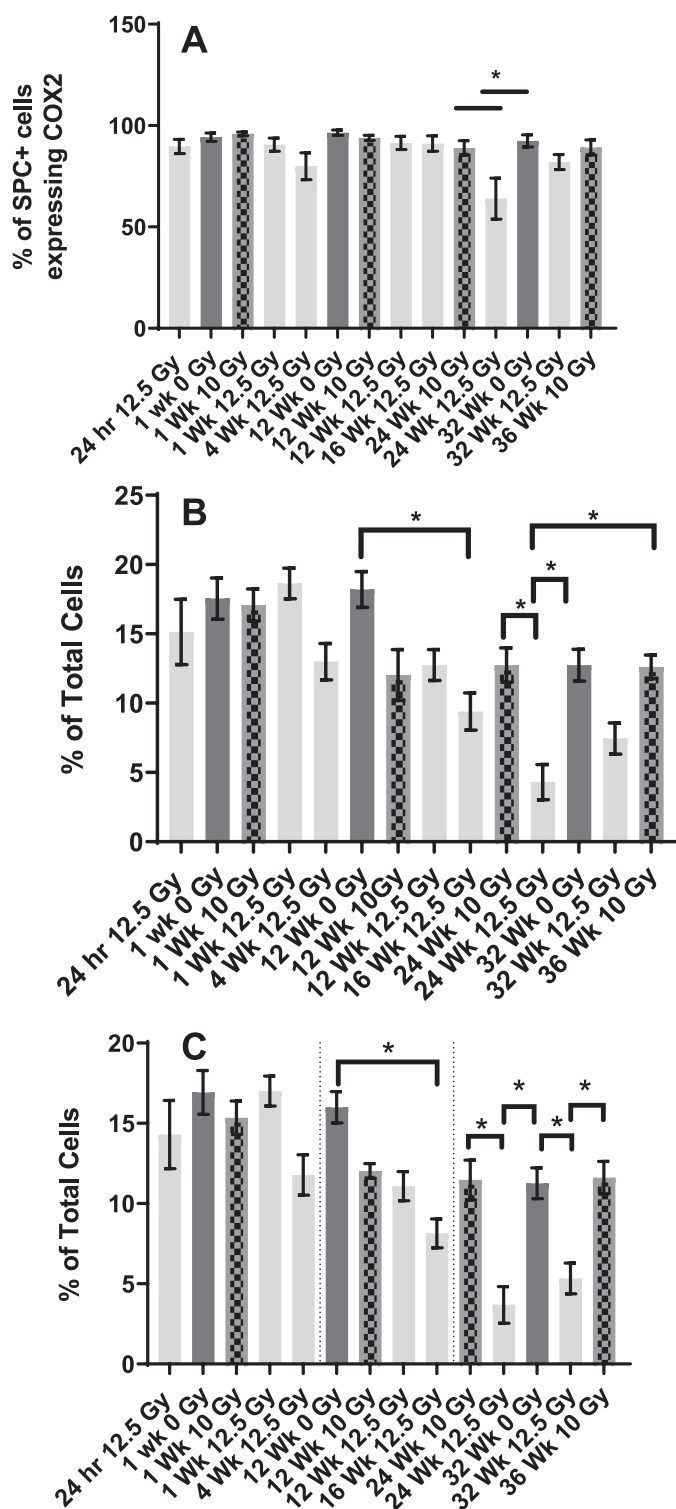 A
% of SPC+ cells
expressing COX2
150
100
50
0
*
24 hr 12.5 Gy
1 wk 0 Gy
1 Wk 10 Gy
1 Wk 12.5 Gy
4 Wk 12.5 Gy
12 Wk 0 Gy
12 Wk 10 Gy
12 Wk 12.5 Gy
16 Wk 12.5 Gy
24 Wk 10 Gy
24 Wk 12.5 Gy
32 Wk 0 Gy
32 Wk 12.5 Gy
36 Wk 10 Gy
B
% of Total Cells
25
20
15
10
5
0
*
*
*
*
24 hr 12.5 Gy
1 wk 0 Gy
1 Wk 10 Gy
1 Wk 12.5 Gy
4 Wk 12.5 Gy
12 Wk 0 Gy
12 Wk 10Gy
12 Wk 12.5 Gy
16 Wk 12.5 Gy
24 Wk 10 Gy
24 Wk 12.5 Gy
32 Wk 0 Gy
32 Wk 12.5 Gy
36 Wk 10 Gy
C
% of Total Cells
20
15
10
5
0
*
*
*
*
*
24 hr 12.5 Gy
1 wk 0 Gy
1 Wk 10 Gy
1 Wk 12.5 Gy
4 Wk 12.5 Gy
12 Wk 0 Gy
12 Wk 10 Gy
12 Wk 12.5 Gy
16 Wk 12.5 Gy
24 Wk 10 Gy
24 Wk 12.5 Gy
32 Wk 0 Gy
32 Wk 12.5 Gy
36 Wk 10 Gy